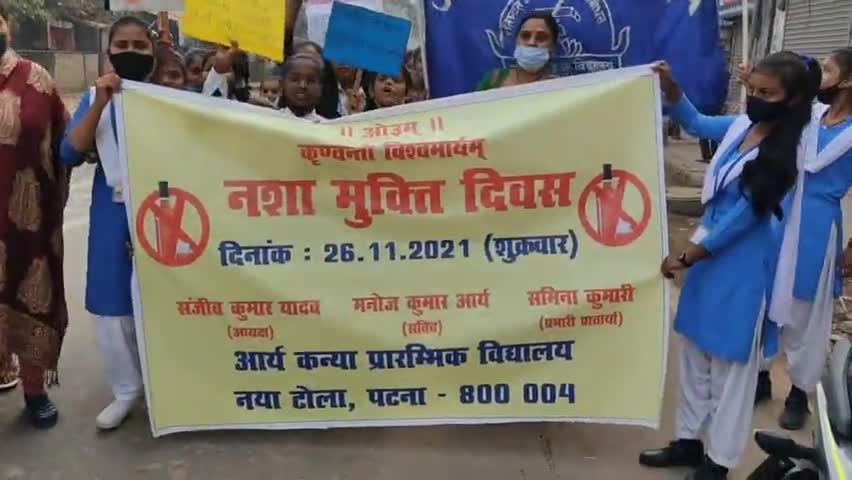 ॥ ओ३म् ॥
कृण्वन्तो विश्वमार्यम्
नशा मुक्ति दिवस
दिनांक : 26.11.2021 (शुक्रवार)
संजीव कुमार यादव मनोज कुमार आर्य समिना कुमारी
(अध्यक्ष) (सचिव) (प्रभारी प्राचार्या)
आर्य कन्या प्रारम्भिक विद्यालय
नया टोला, पटना - 800 004